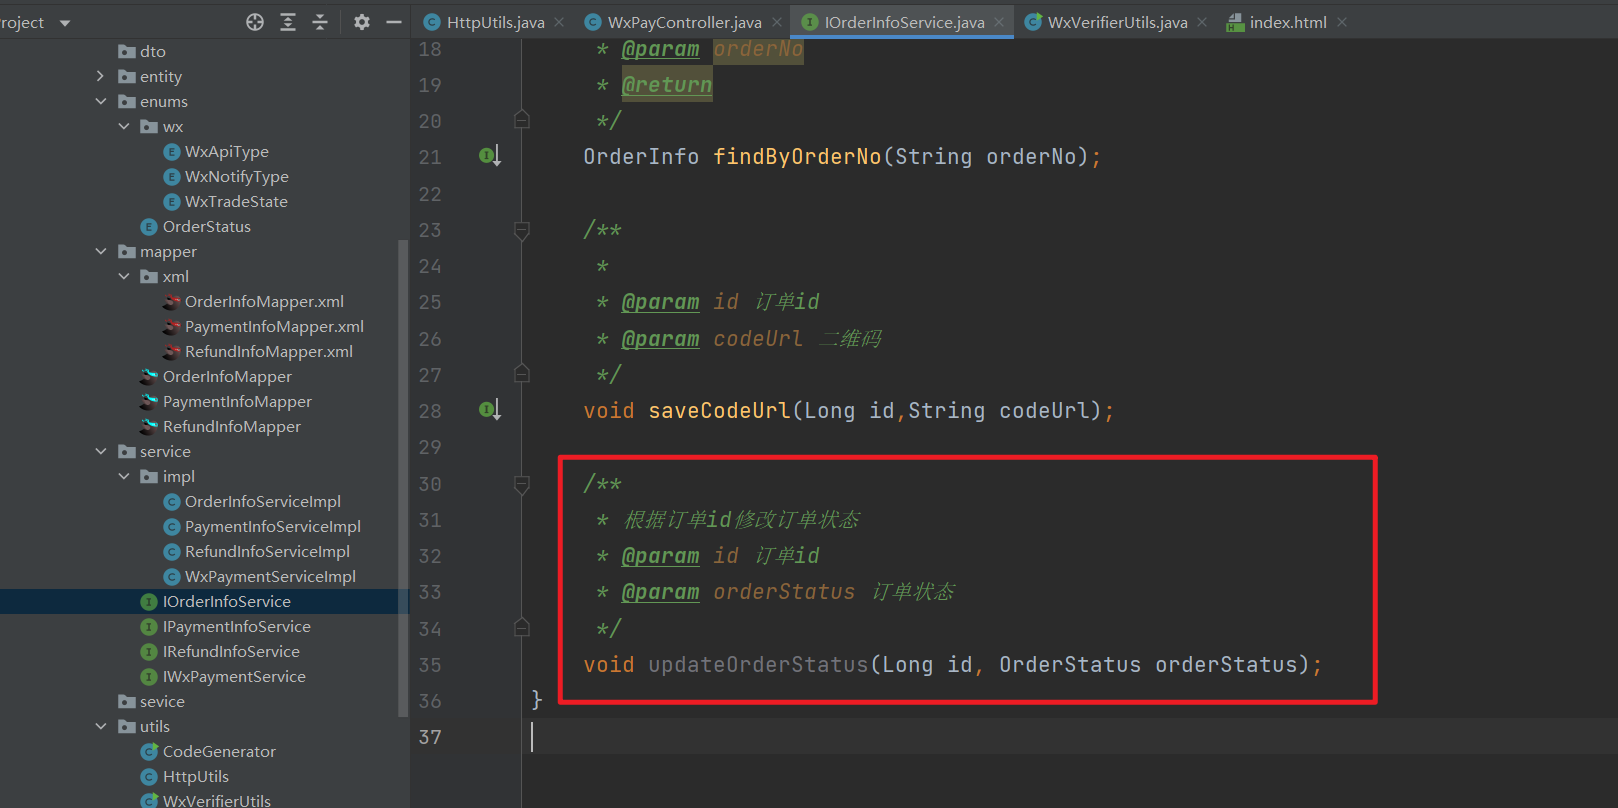 roject
HttpUtils.java
WxPayController.java
IOrderInfoService.java
WxVerifierUtils.java
index.html
dto
entity
enums
wx
WxApiType
WxNotifyType
WxTradeState
OrderStatus
mapper
xml
OrderInfoMapper.xml
PaymentInfoMapper.xml
RefundInfoMapper.xml
OrderInfoMapper
PaymentInfoMapper
RefundInfoMapper
service
impl
OrderInfoServiceImpl
PaymentInfoServiceImpl
RefundInfoServiceImpl
WxPaymentServiceImpl
IOrderInfoService
IPaymentInfoService
IRefundInfoService
IWxPaymentService
sevice
utils
CodeGenerator
HttpUtils
WxVerifierUtils
18 * @param orderNo
19 * @return
20 */
21 OrderInfo findByOrderNo(String orderNo);
22
23 /**
24 *
25 * @param id 订单id
26 * @param codeUrl 二维码
27 */
28 void saveCodeUrl(Long id,String codeUrl);
29
30 /**
31 * 根据订单id修改订单状态
32 * @param id 订单id
33 * @param orderStatus 订单状态
34 */
35 void updateOrderStatus(Long id, OrderStatus orderStatus);
36 }
37